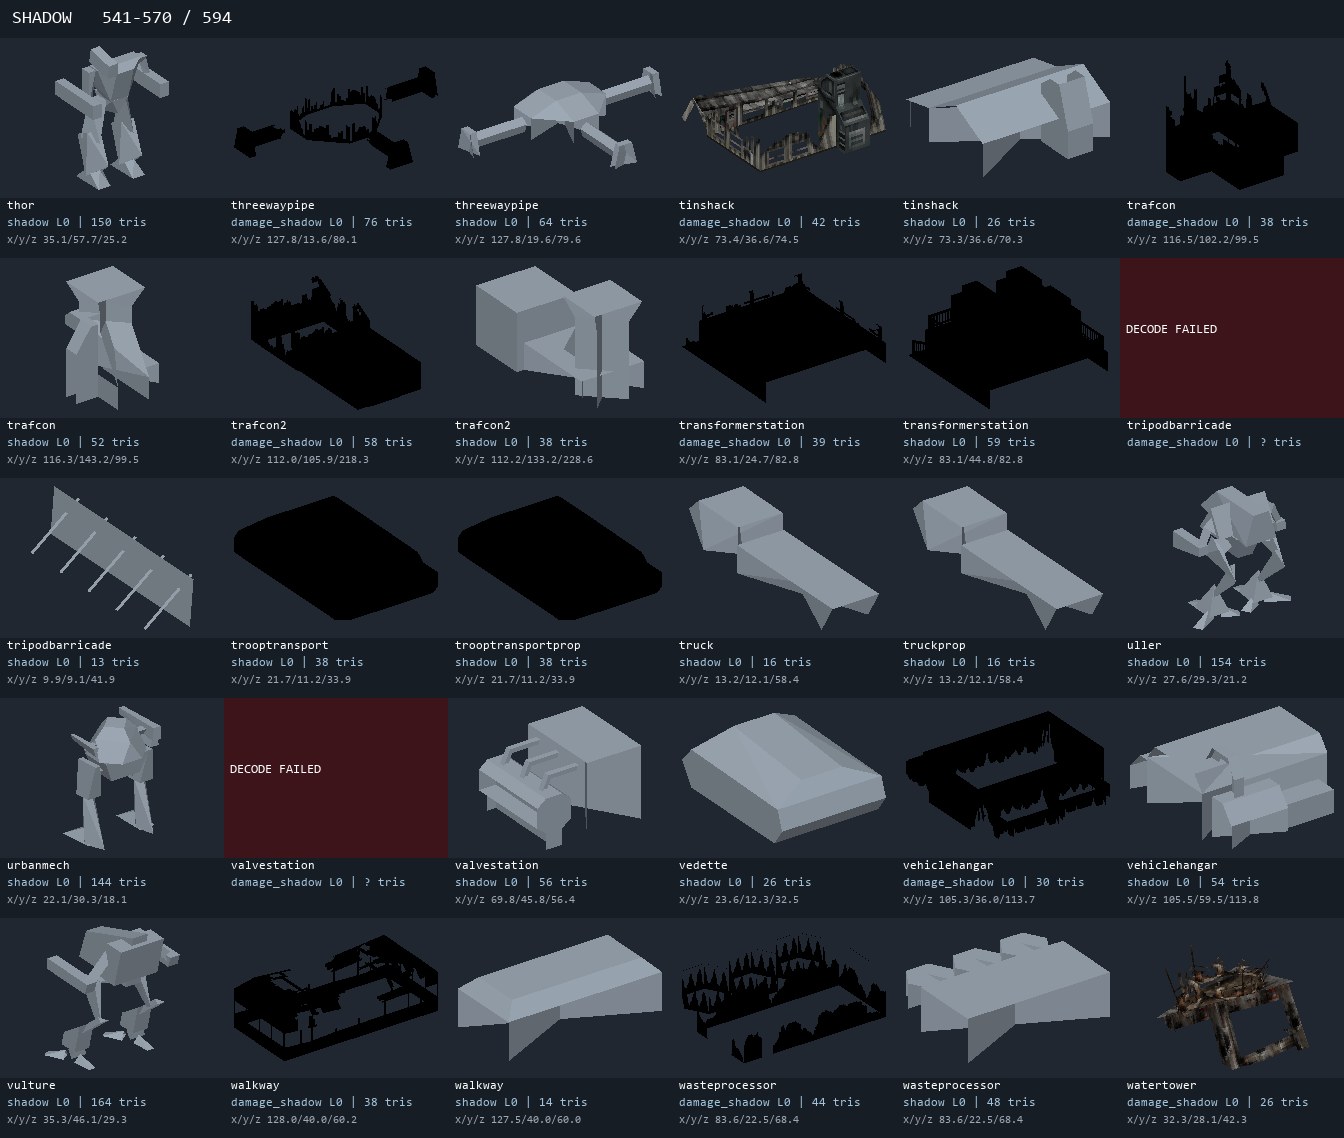 SHADOW 541-570 / 594
thor
shadow L0 | 150 tris
x/y/z 35.1/57.7/25.2
threewaypipe
damage_shadow L0 | 76 tris
x/y/z 127.8/13.6/80.1
threewaypipe
shadow L0 | 64 tris
x/y/z 127.8/19.6/79.6
tinshack
damage_shadow L0 | 42 tris
x/y/z 73.4/36.6/74.5
tinshack
shadow L0 | 26 tris
x/y/z 73.3/36.6/70.3
trafcon
damage_shadow L0 | 38 tris
x/y/z 116.5/102.2/99.5
trafcon
shadow L0 | 52 tris
x/y/z 116.3/143.2/99.5
trafcon2
damage_shadow L0 | 58 tris
x/y/z 112.0/105.9/218.3
trafcon2
shadow L0 | 38 tris
x/y/z 112.2/133.2/228.6
transformerstation
damage_shadow L0 | 39 tris
x/y/z 83.1/24.7/82.8
transformerstation
shadow L0 | 59 tris
x/y/z 83.1/44.8/82.8
DECODE FAILED
tripodbarricade
damage_shadow L0 | ? tris
tripodbarricade
shadow L0 | 13 tris
x/y/z 9.9/9.1/41.9
trooptransport
shadow L0 | 38 tris
x/y/z 21.7/11.2/33.9
trooptransportprop
shadow L0 | 38 tris
x/y/z 21.7/11.2/33.9
truck
shadow L0 | 16 tris
x/y/z 13.2/12.1/58.4
truckprop
shadow L0 | 16 tris
x/y/z 13.2/12.1/58.4
uller
shadow L0 | 154 tris
x/y/z 27.6/29.3/21.2
urbanmech
shadow L0 | 144 tris
x/y/z 22.1/30.3/18.1
DECODE FAILED
valvestation
damage_shadow L0 | ? tris
valvestation
shadow L0 | 56 tris
x/y/z 69.8/45.8/56.4
vedette
shadow L0 | 26 tris
x/y/z 23.6/12.3/32.5
vehiclehangar
damage_shadow L0 | 30 tris
x/y/z 105.3/36.0/113.7
vehiclehangar
shadow L0 | 54 tris
x/y/z 105.5/59.5/113.8
vulture
shadow L0 | 164 tris
x/y/z 35.3/46.1/29.3
walkway
damage_shadow L0 | 38 tris
x/y/z 128.0/40.0/60.2
walkway
shadow L0 | 14 tris
x/y/z 127.5/40.0/60.0
wasteprocessor
damage_shadow L0 | 44 tris
x/y/z 83.6/22.5/68.4
wasteprocessor
shadow L0 | 48 tris
x/y/z 83.6/22.5/68.4
watertower
damage_shadow L0 | 26 tris
x/y/z 32.3/28.1/42.3